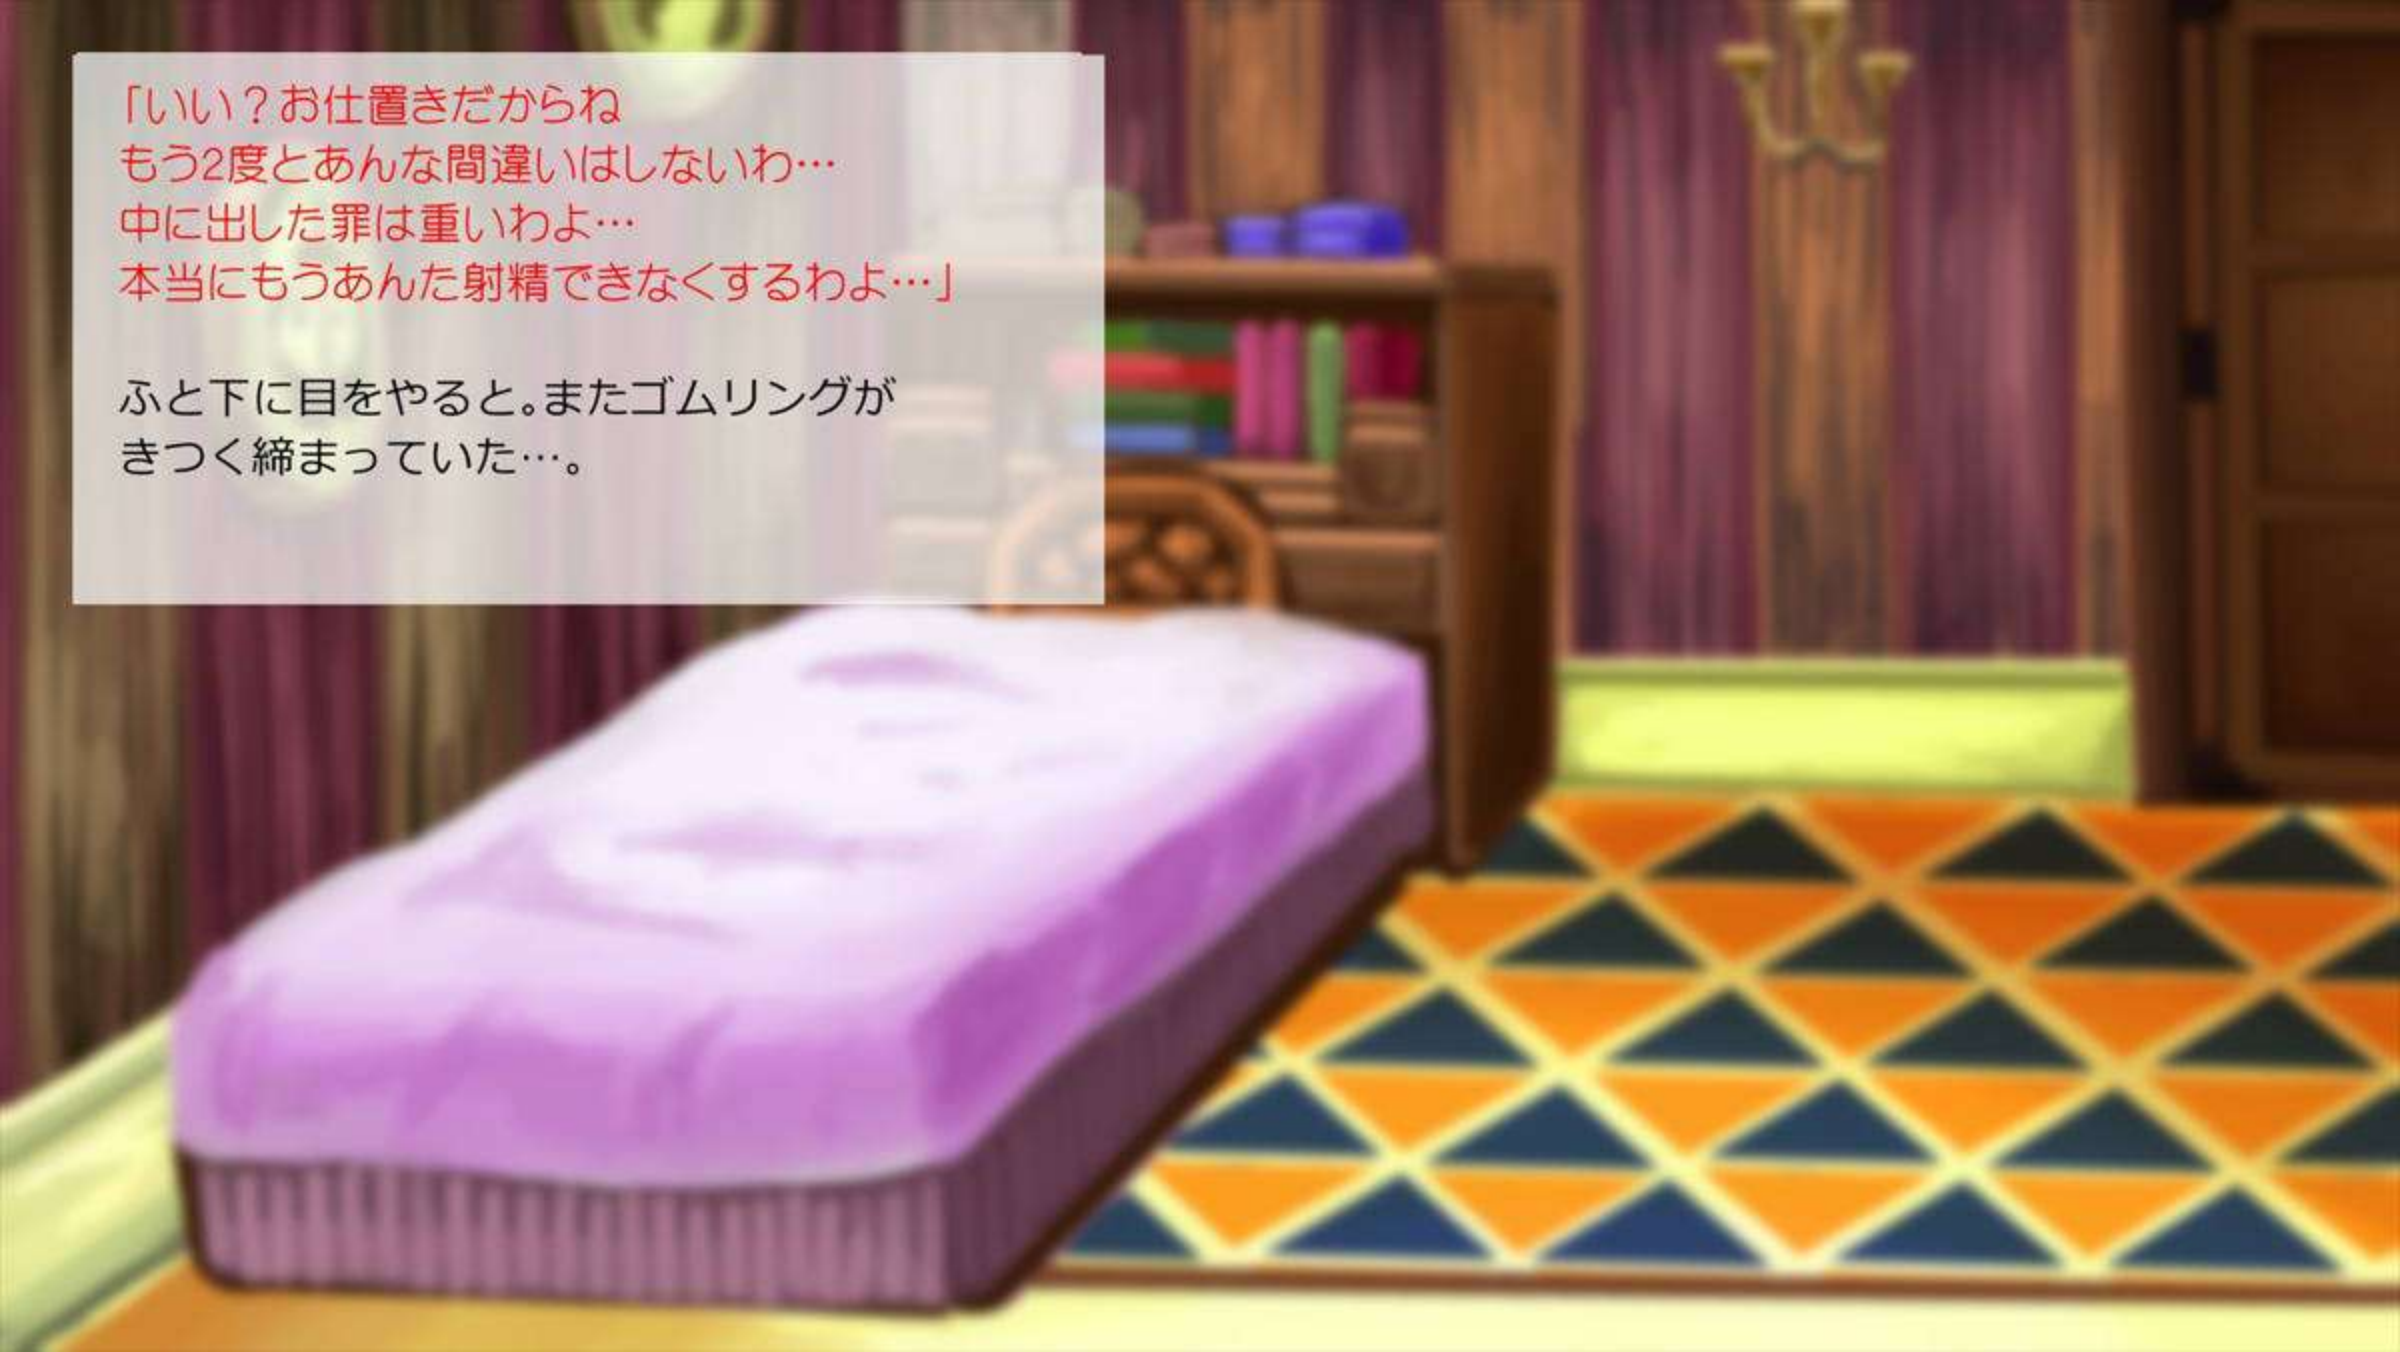 「いい？お仕置きだからね
もう2度とあんな間違いはしないわ…
中に出した罪は重いわよ…
本当にもうあんた射精できなくするわよ…」
ふと下に目をやると。またゴムリングが
きつく締まっていた…。